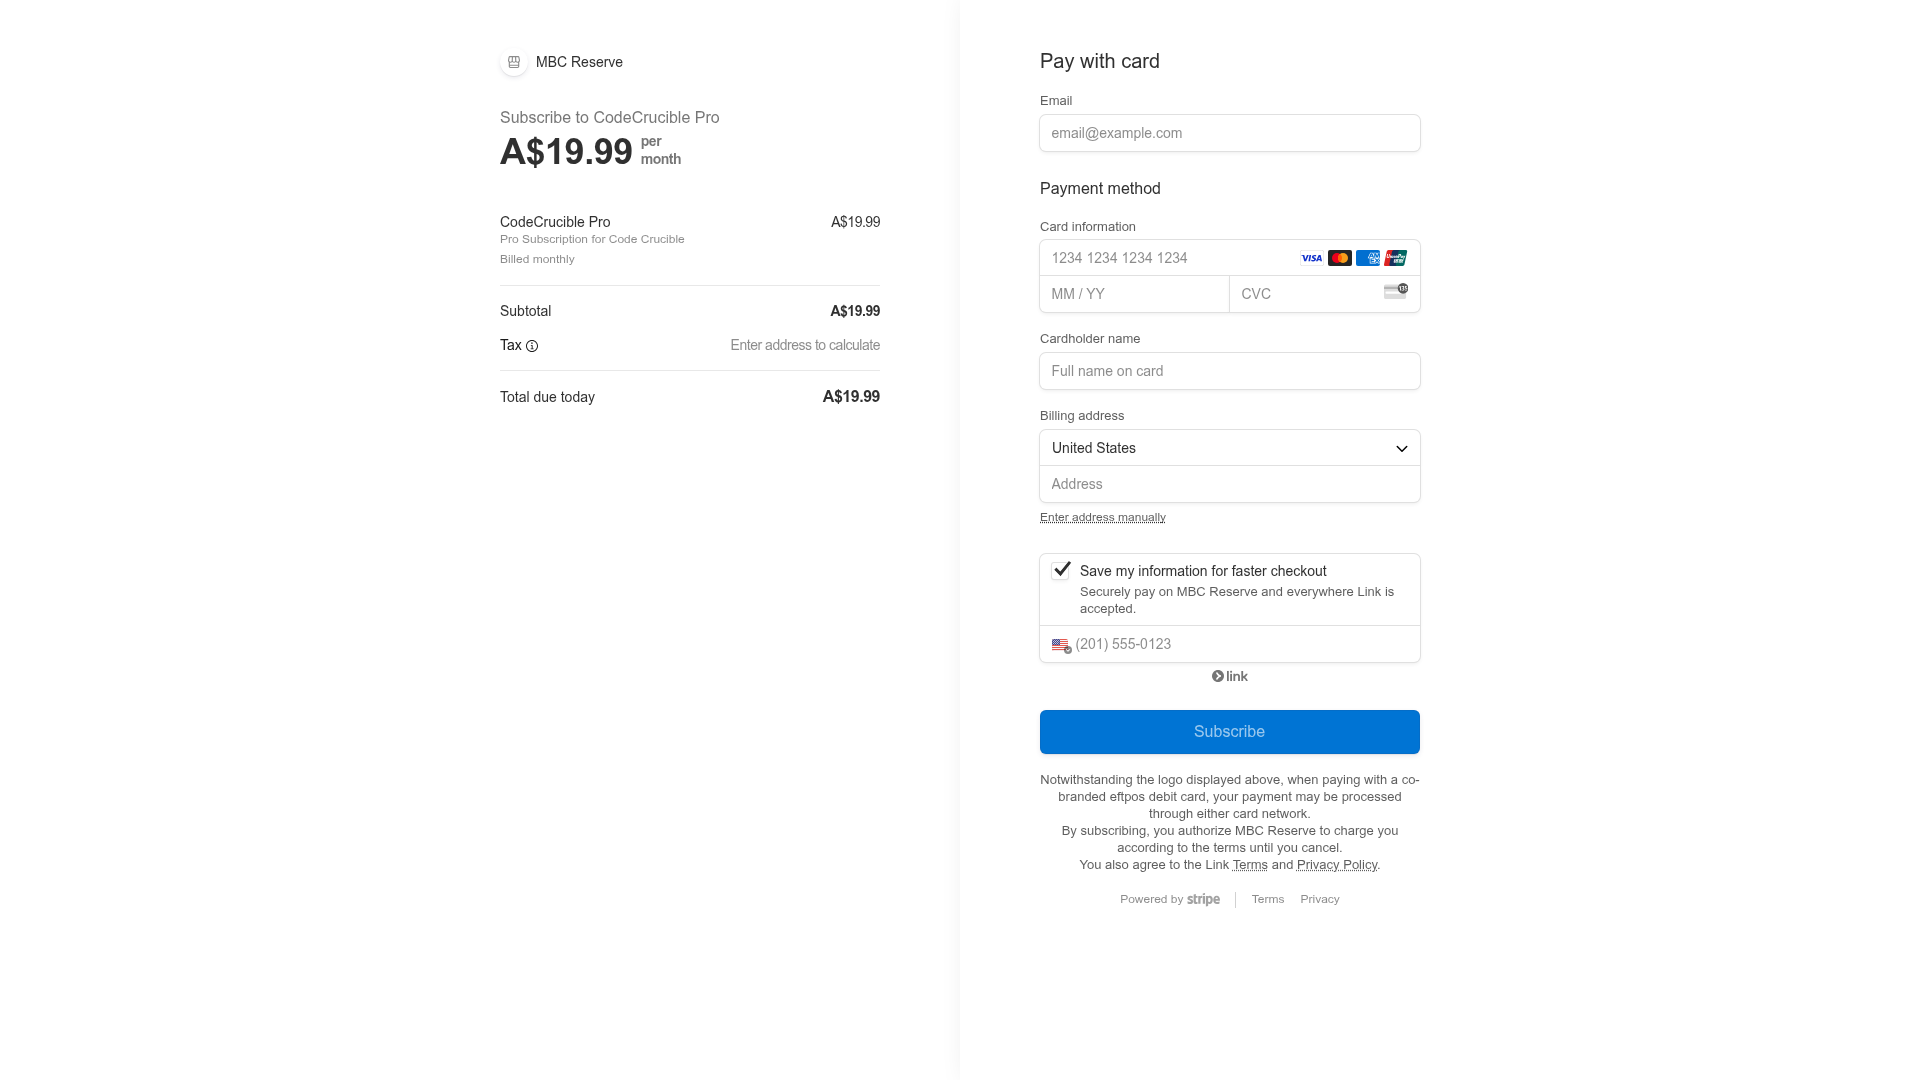 MBC Reserve
Subscribe to CodeCrucible Pro
A$19.99 per
month
CodeCrucible Pro A$19.99
Pro Subscription for Code Crucible
Billed monthly
Subtotal A$19.99
Tax Enter address to calculate
Total due today A$19.99
Pay with card
Email
email@example.com
Payment method
Card information
1234 1234 1234 1234 VISA
MM / YY CVC 135
Cardholder name
Full name on card
Billing address
United States
Address
Enter address manually
Save my information for faster checkout
Securely pay on MBC Reserve and everywhere Link is
accepted.
(201) 555-0123
link
Subscribe
Notwithstanding the logo displayed above, when paying with a co-
branded eftpos debit card, your payment may be processed
through either card network.
By subscribing, you authorize MBC Reserve to charge you
according to the terms until you cancel.
You also agree to the Link Terms and Privacy Policy.
Powered by stripe Terms Privacy